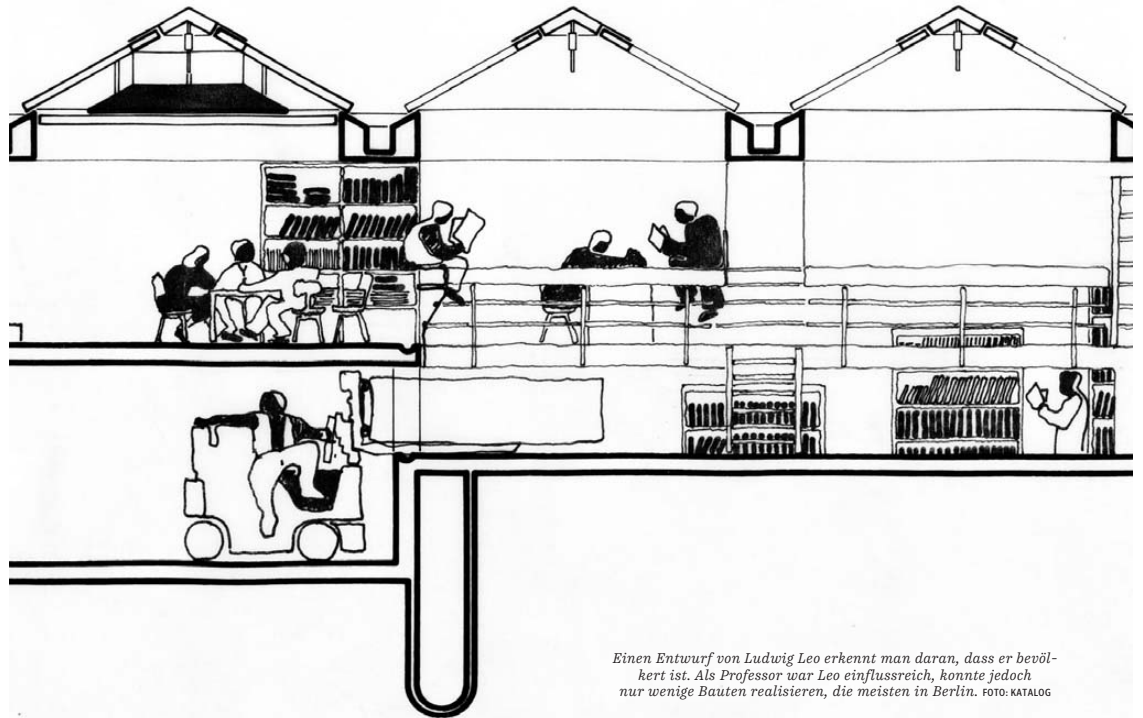 Einen Entwurf von Ludwig Leo erkennt man daran, dass er bevöl-
kert ist. Als Professor war Leo einflussreich, konnte jedoch
nur wenige Bauten realisieren, die meisten in Berlin. FOTO: KATALOG